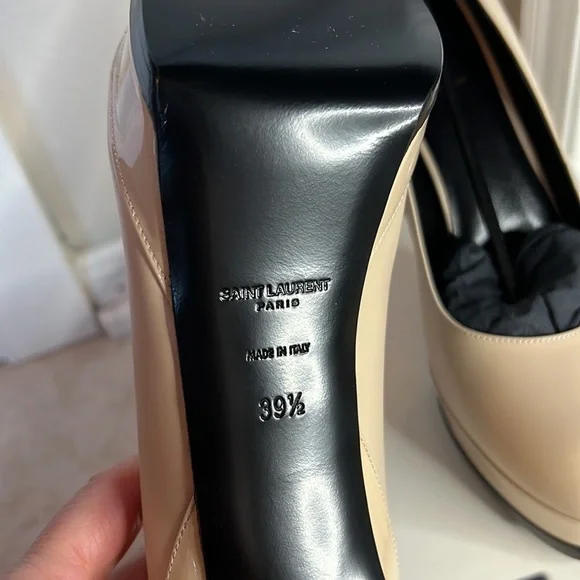 SAINT LAURENT
PARIS
MADE IN ITALY
39½